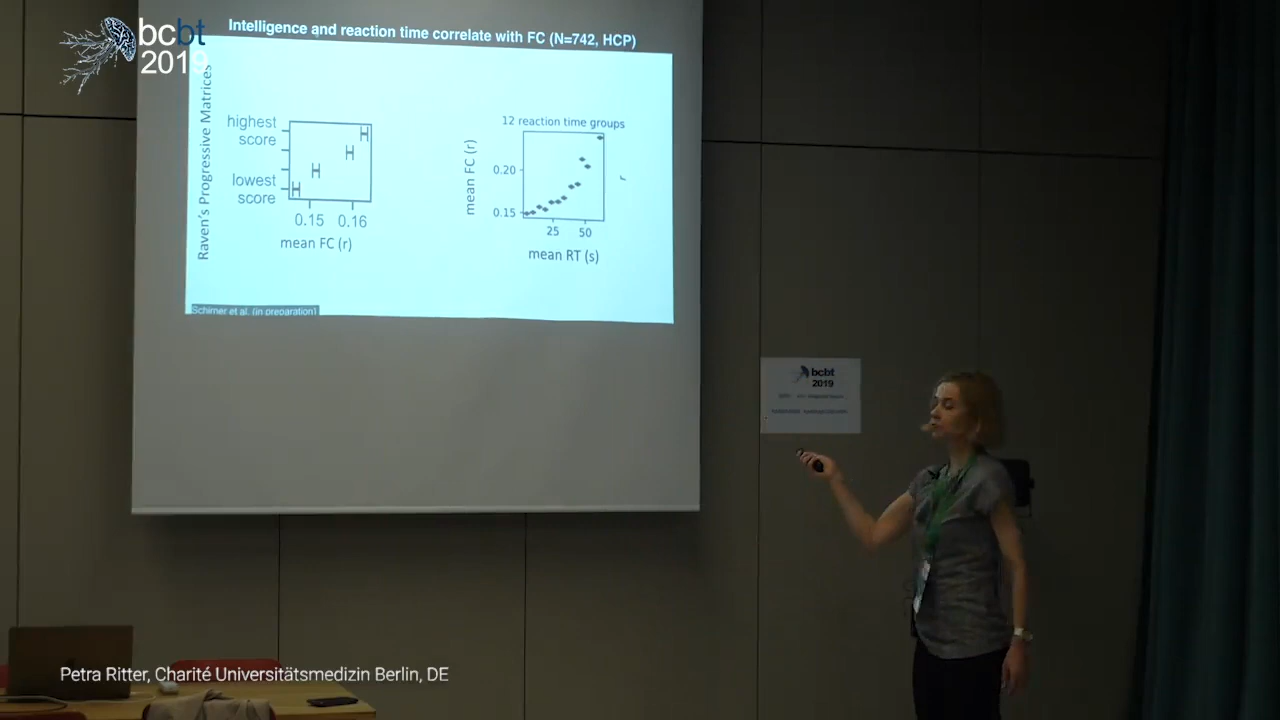 bcbt
2019
Intelligence and reaction time correlate with FC (N=742, HCP)
Raven's Progressive Matrices
highest
score
lowest
score
0.15 0.16
mean FC (r)
12 reaction time groups
mean FC (r)
0.20
0.15
25 50
mean RT (s)
Schirner et al. (in preparation)
bcbt
2019
Petra Ritter, Charité Universitätsmedizin Berlin, DE